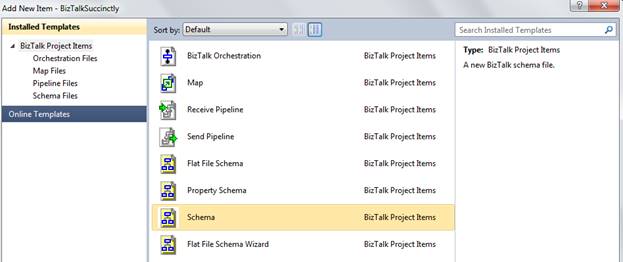 Add New Item - BizTalkSuccinctly
Installed Templates
BizTalk Project Items
Orchestration Files
Map Files
Pipeline Files
Schema Files
Online Templates
Sort by: Default
BizTalk Orchestration BizTalk Project Items
Map BizTalk Project Items
Receive Pipeline BizTalk Project Items
Send Pipeline BizTalk Project Items
Flat File Schema BizTalk Project Items
Property Schema BizTalk Project Items
Schema BizTalk Project Items
Flat File Schema Wizard BizTalk Project Items
Search Installed Templates
Type: BizTalk Project Items
A new BizTalk schema file.